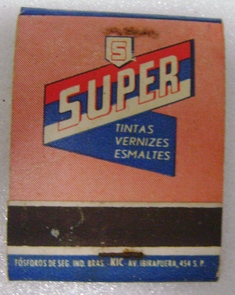 S
SUPER
TINTAS
VERNIZES
ESMALTES
FÓSFOROS DE SEG. IND. BRAS. - KIC - AV. IBIRAPUERA, 454 S. P.